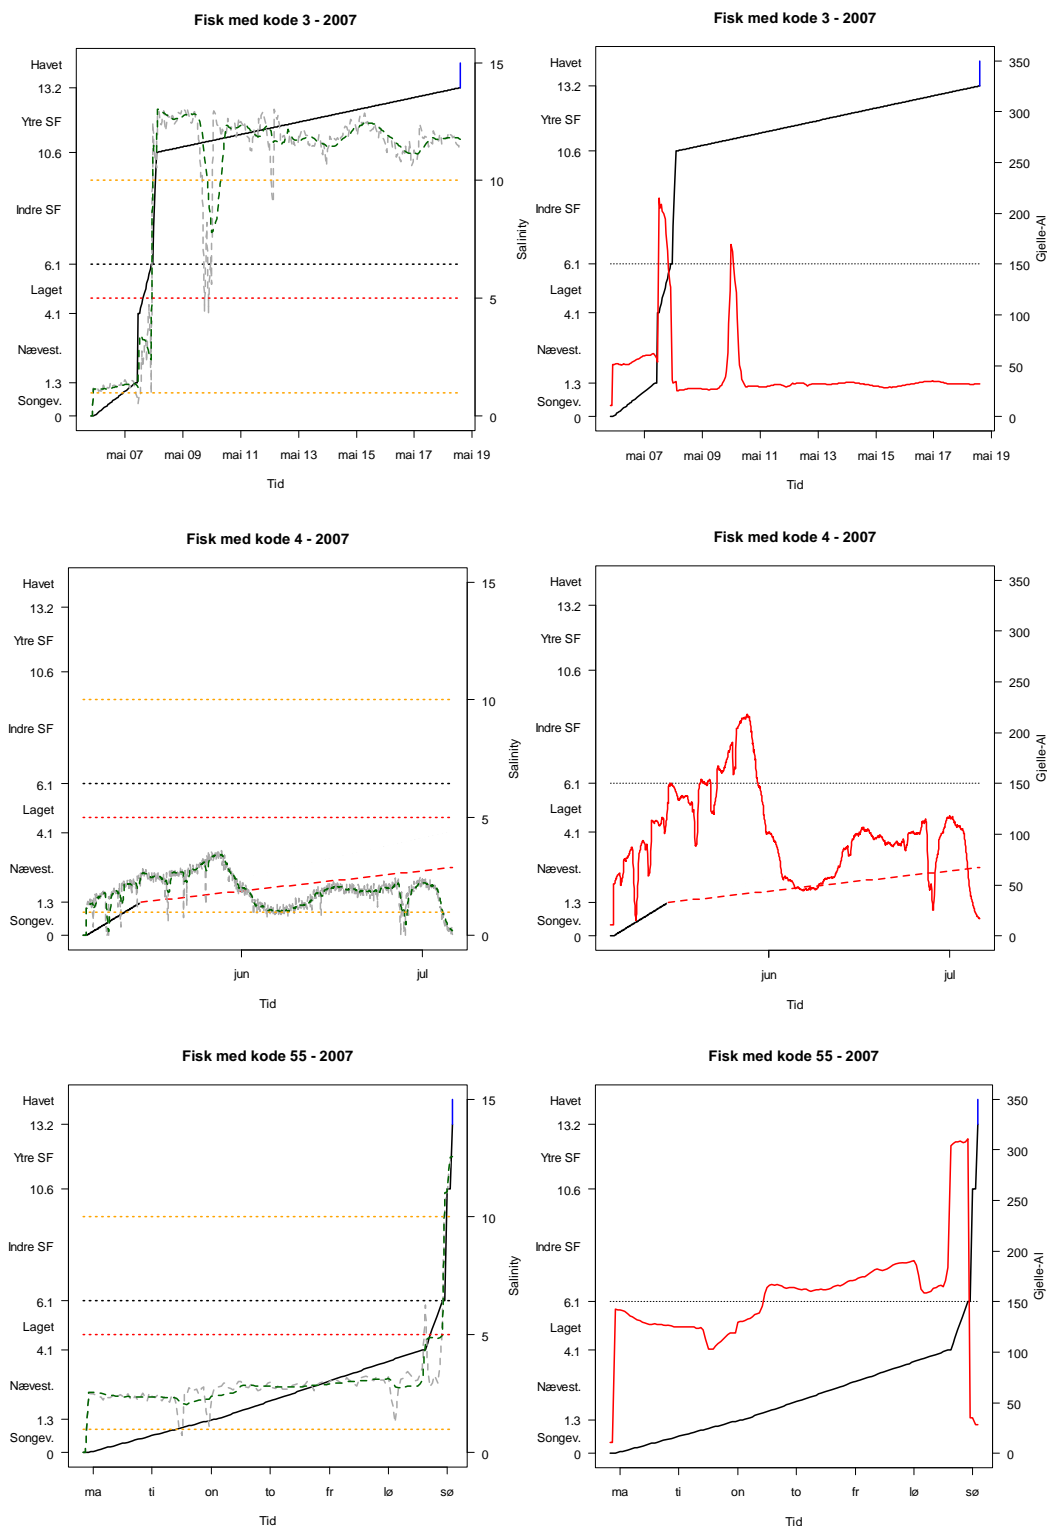 Fisk med kode 3 - 2007
Havet
13.2
Ytre SF
10.6
Indre SF
6.1
Laget
4.1
Nævest.
1.3
Songev.
0
15
10
5
0
Salinity
mai 07
mai 09
mai 11
mai 13
mai 15
mai 17
mai 19
Tid
Fisk med kode 3 - 2007
Havet
13.2
Ytre SF
10.6
Indre SF
6.1
Laget
4.1
Nævest.
1.3
Songev.
0
350
300
250
200
150
100
50
0
Gjelle-Al
mai 07
mai 09
mai 11
mai 13
mai 15
mai 17
mai 19
Tid
Fisk med kode 4 - 2007
Havet
13.2
Ytre SF
10.6
Indre SF
6.1
Laget
4.1
Nævest.
1.3
Songev.
0
15
10
5
0
Salinity
jun
jul
Tid
Fisk med kode 4 - 2007
Havet
13.2
Ytre SF
10.6
Indre SF
6.1
Laget
4.1
Nævest.
1.3
Songev.
0
350
300
250
200
150
100
50
0
Gjelle-Al
jun
jul
Tid
Fisk med kode 55 - 2007
Havet
13.2
Ytre SF
10.6
Indre SF
6.1
Laget
4.1
Nævest.
1.3
Songev.
0
15
10
5
0
Salinity
ma
ti
on
to
fr
lø
sø
Tid
Fisk med kode 55 - 2007
Havet
13.2
Ytre SF
10.6
Indre SF
6.1
Laget
4.1
Nævest.
1.3
Songev.
0
350
300
250
200
150
100
50
0
Gjelle-Al
ma
ti
on
to
fr
lø
sø
Tid